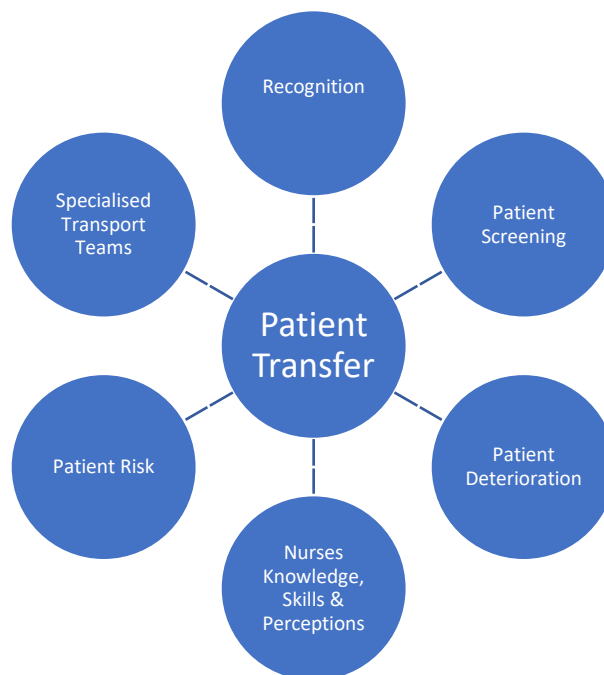 Recognition
Specialised
Transport
Teams
Patient
Screening
Patient
Transfer
Patient Risk
Patient
Deterioration
Nurses
Knowledge,
Skills &
Perceptions